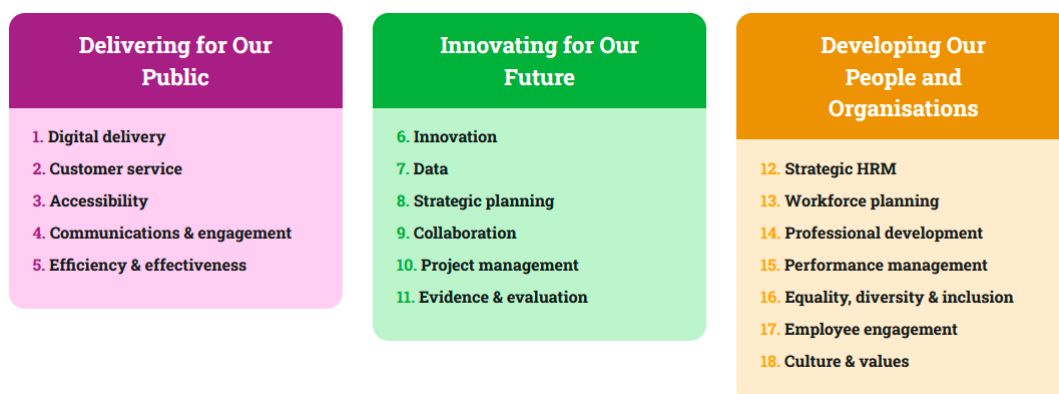 Delivering for Our
Public
1. Digital delivery
2. Customer service
3. Accessibility
4. Communications & engagement
5. Efficiency & effectiveness
Innovating for Our
Future
6. Innovation
7. Data
8. Strategic planning
9. Collaboration
10. Project management
11. Evidence & evaluation
Developing Our
People and
Organisations
12. Strategic HRM
13. Workforce planning
14. Professional development
15. Performance management
16. Equality, diversity & inclusion
17. Employee engagement
18. Culture & values